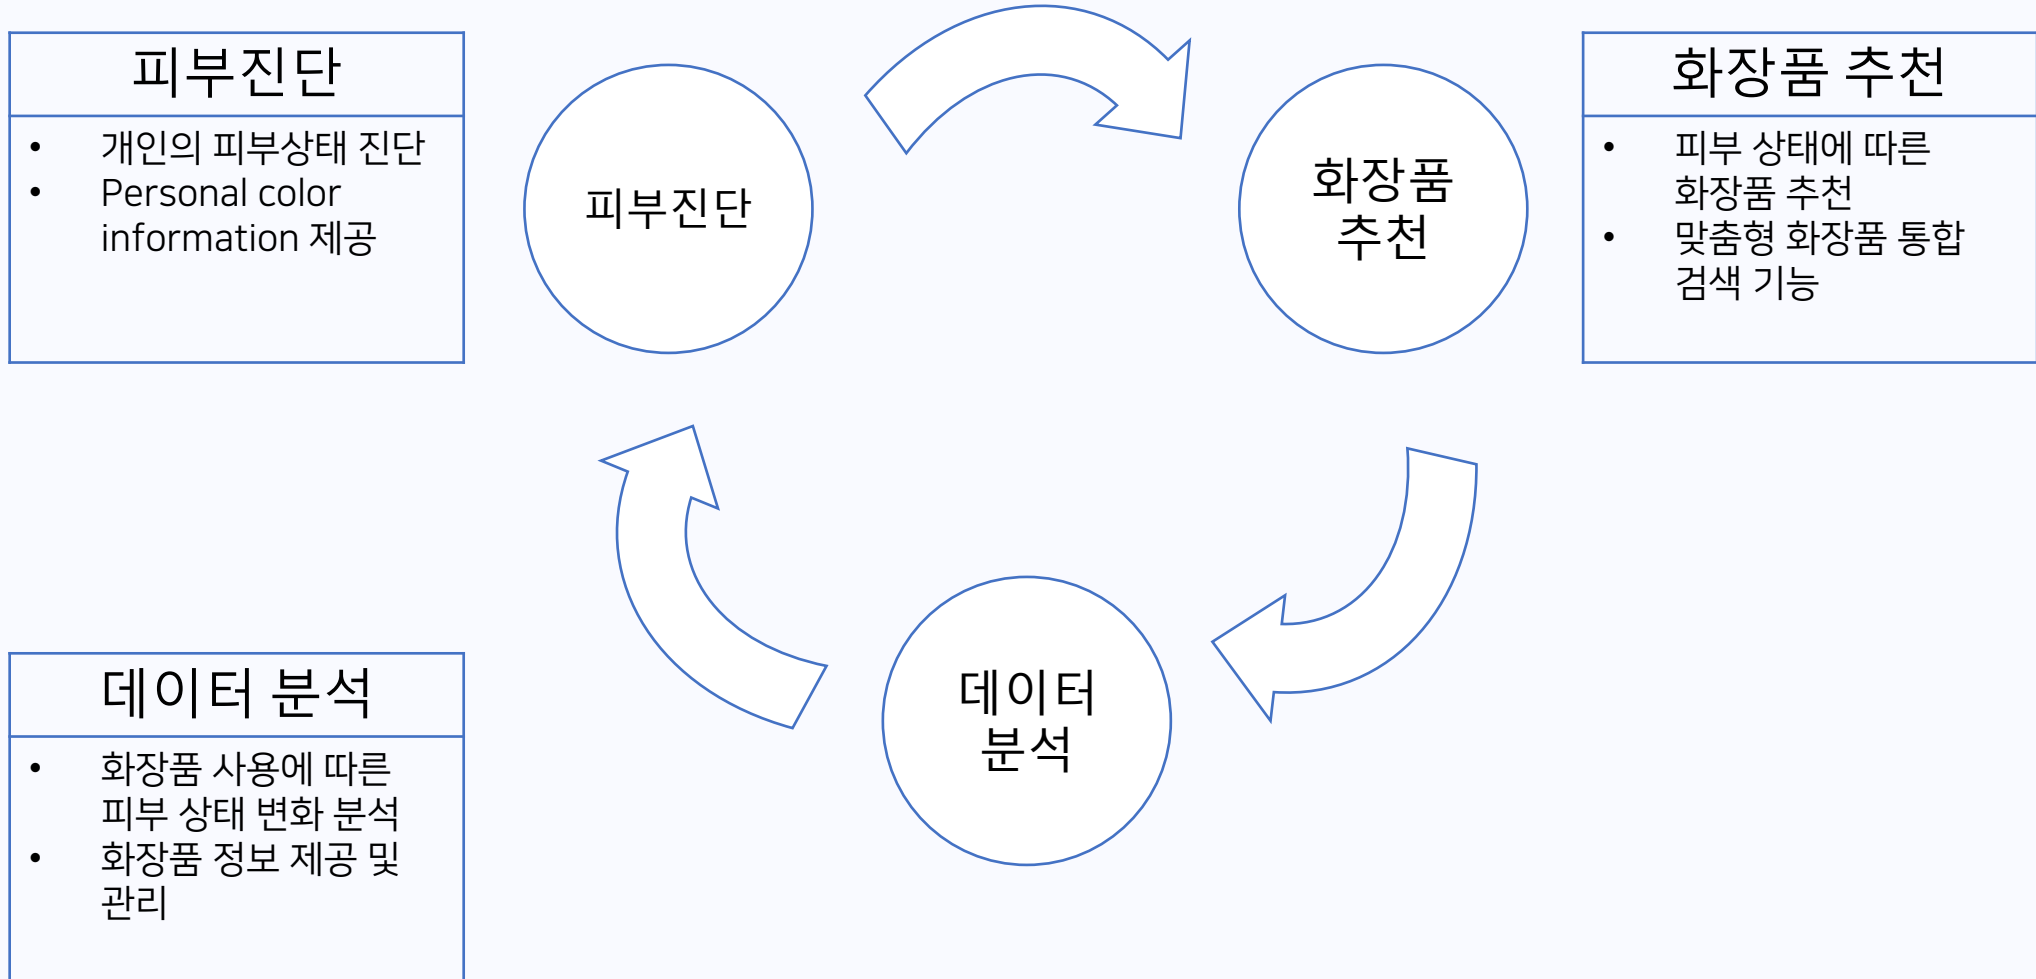 피부진단
• 개인의 피부상태 진단
• Personal color
information 제공
피부진단
화장품
추천
화장품 추천
• 피부 상태에 따른
화장품 추천
• 맞춤형 화장품 통합
검색 기능
데이터 분석
• 화장품 사용에 따른
피부 상태 변화 분석
• 화장품 정보 제공 및
관리
데이터
분석